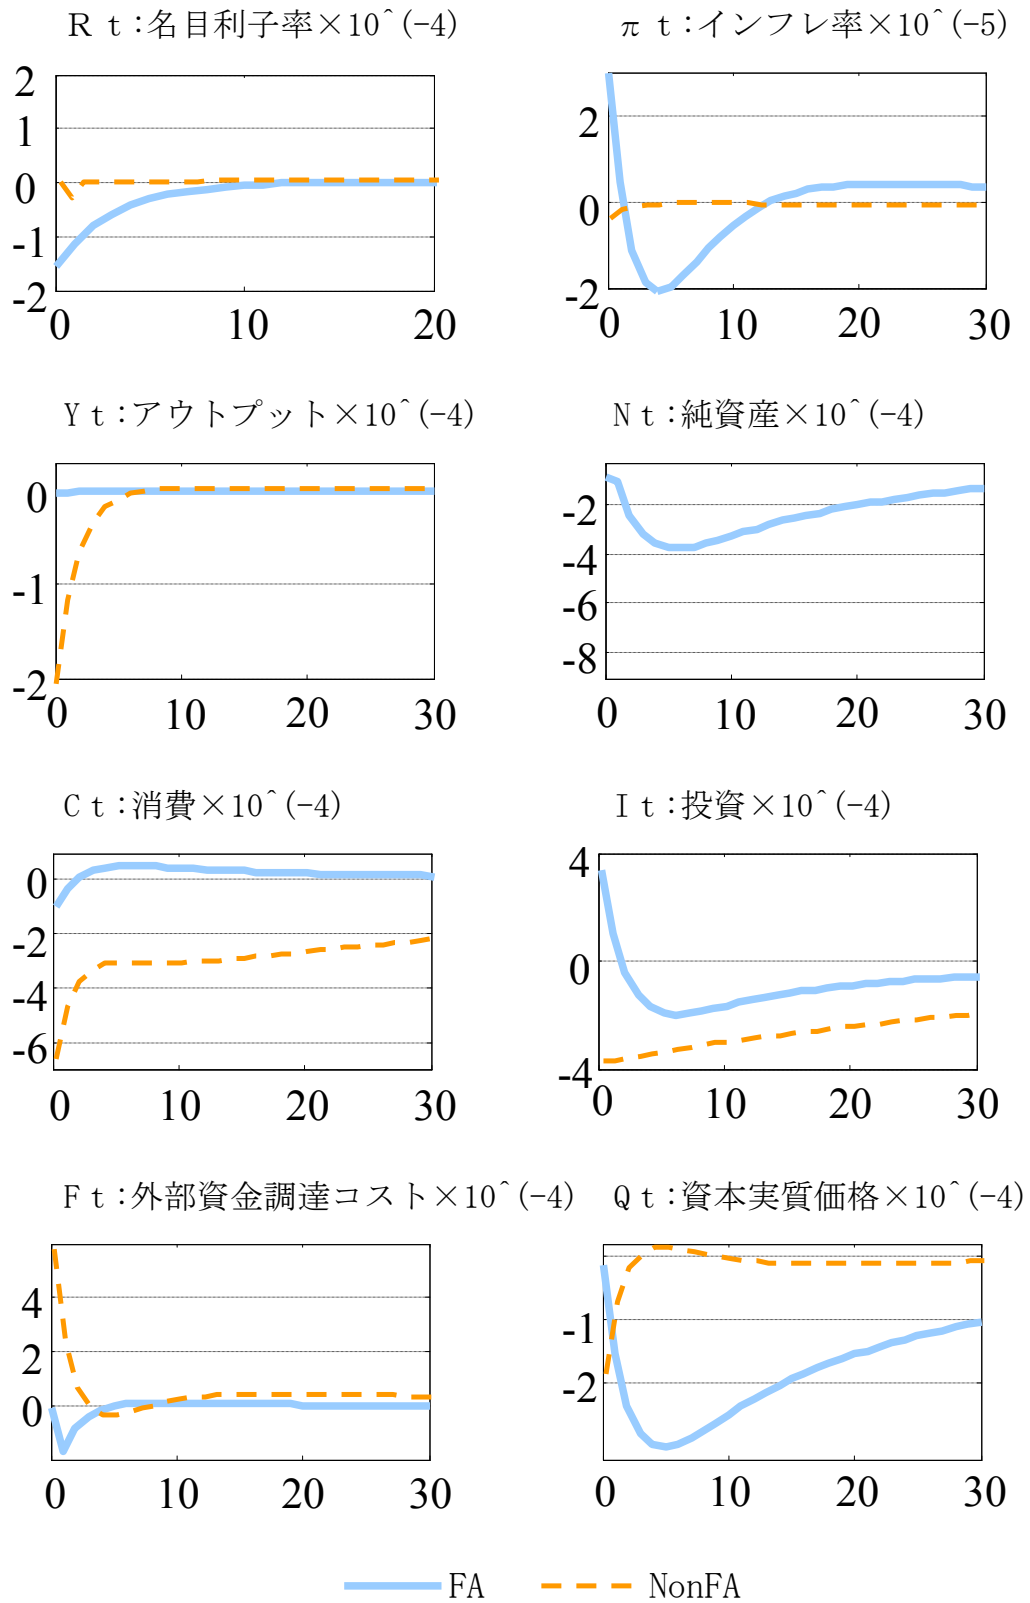 R t:名目利子率×10^(-4)
π t:インフレ率×10^(-5)
2
1
0
-1
-2
0 10 20
2
0
-2
0 10 20 30
Y t:アウトプット×10^(-4)
N t:純資産×10^(-4)
0
-1
-2
0 10 20 30
-2
-4
-6
-8
0 10 20 30
C t:消費×10^(-4)
I t:投資×10^(-4)
0
-2
-4
-6
0 10 20 30
4
0
-4
0 10 20 30
F t:外部資金調達コスト×10^(-4)
Q t:資本実質価格×10^(-4)
4
2
0
0 10 20 30
-1
-2
0 10 20 30
FA NonFA